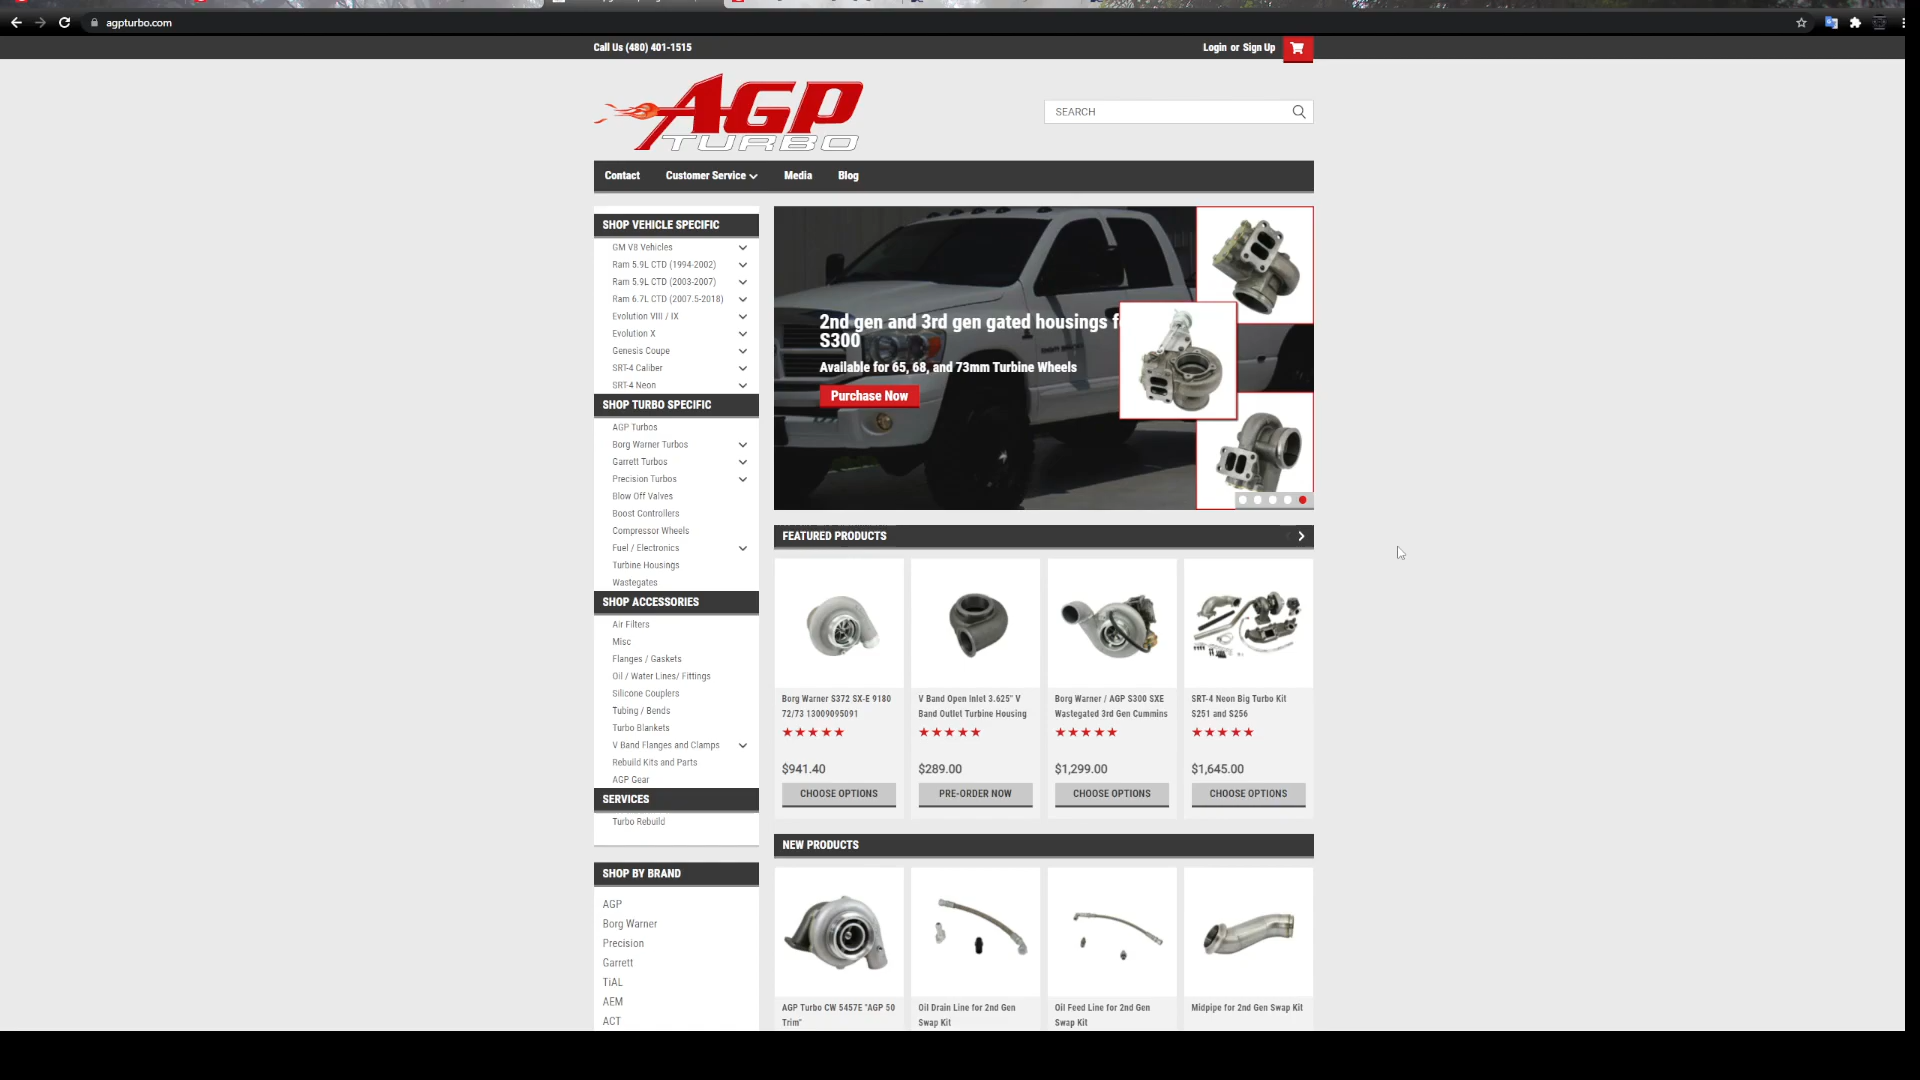 agpturbo.com
Call Us (480) 401-1515
Login or Sign Up
AGP
TURBO
SEARCH
Contact
Customer Service
Media
Blog
SHOP VEHICLE SPECIFIC
GM V8 Vehicles
Ram 5.9L CTD (1994-2002)
Ram 5.9L CTD (2003-2007)
Ram 6.7L CTD (2007.5-2018)
Evolution VIII / IX
Evolution X
Genesis Coupe
SRT-4 Caliber
SRT-4 Neon
SHOP TURBO SPECIFIC
AGP Turbos
Borg Warner Turbos
Garrett Turbos
Precision Turbos
Blow Off Valves
Boost Controllers
Compressor Wheels
Fuel / Electronics
Turbine Housings
Wastegates
SHOP ACCESSORIES
Air Filters
Misc
Flanges / Gaskets
Oil / Water Lines/ Fittings
Silicone Couplers
Tubing / Bends
Turbo Blankets
V Band Flanges and Clamps
Rebuild Kits and Parts
AGP Gear
SERVICES
Turbo Rebuild
SHOP BY BRAND
AGP
Borg Warner
Precision
Garrett
TiAL
AEM
ACT
2nd gen and 3rd gen gated housings
S300
Available for 65, 68, and 73mm Turbine Wheels
Purchase Now
FEATURED PRODUCTS
Borg Warner S372 SX-E 9180
72/73 13009095091
$941.40
CHOOSE OPTIONS
V Band Open Inlet 3.625" V
Band Outlet Turbine Housing
$289.00
PRE-ORDER NOW
Borg Warner / AGP S300 SXE
Wastegated 3rd Gen Cummins
$1,299.00
CHOOSE OPTIONS
SRT-4 Neon Big Turbo Kit
S251 and S256
$1,645.00
CHOOSE OPTIONS
NEW PRODUCTS
AGP Turbo CW 5457E "AGP 50
Trim"
Oil Drain Line for 2nd Gen
Swap Kit
Oil Feed Line for 2nd Gen
Swap Kit
Midpipe for 2nd Gen Swap Kit